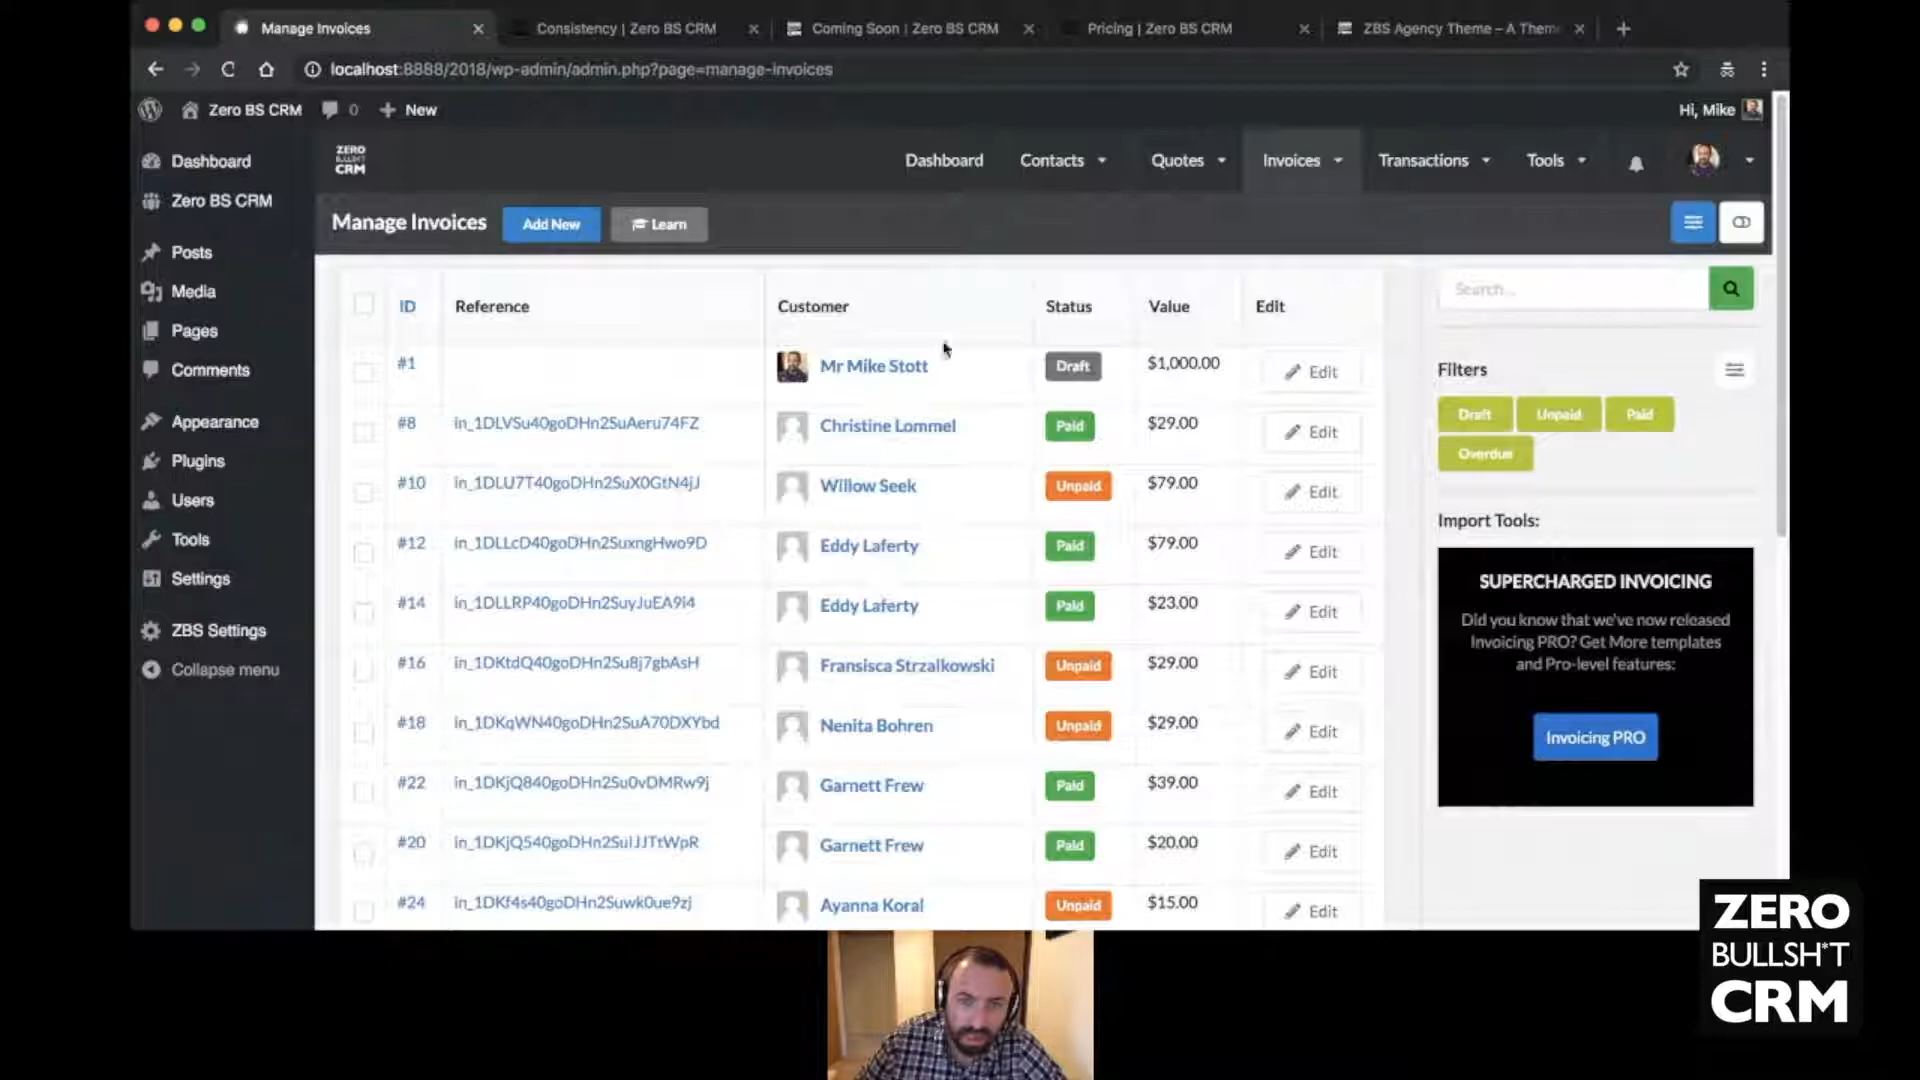 Manage Invoices
Consistency | Zero BS CRM
Coming Soon | Zero BS CRM
Pricing | Zero BS CRM
ZBS Agency Theme – A Theme
localhost:8888/2018/wp-admin/admin.php?page=manage-invoices
Zero BS CRM
0
New
Hi, Mike
Dashboard
Zero BS CRM
Posts
Media
Pages
Comments
Appearance
Plugins
Users
Tools
Settings
ZBS Settings
Collapse menu
ZERO
BULLSH*T
CRM
Dashboard
Contacts
Quotes
Invoices
Transactions
Tools
Manage Invoices
Add New
Learn
ID Reference Customer Status Value Edit
#1 Mr Mike Stott Draft $1,000.00 Edit
#8 in_1DLVSu40goDHn2SuAeru74FZ Christine Lommel Paid $29.00 Edit
#10 in_1DLU7T40goDHn2SuX0GtN4jJ Willow Seek Unpaid $79.00 Edit
#12 in_1DLLcD40goDHn2SuxngHwo9D Eddy Laferty Paid $79.00 Edit
#14 in_1DLLRP40goDHn2SuyJuEA9i4 Eddy Laferty Paid $23.00 Edit
#16 in_1DKtdQ40goDHn2Su8j7gbAsH Fransisca Strzalkowski Unpaid $29.00 Edit
#18 in_1DKqWN40goDHn2SuA70DXYbd Nenita Bohren Unpaid $29.00 Edit
#22 in_1DKjQ840goDHn2Su0vDMRw9j Garnett Frew Paid $39.00 Edit
#20 Garnett Frew Paid $20.00 Edit
#24 in_1DKf4s40goDHn2Suwk0ue9zj Ayanna Koral Unpaid $15.00 Edit
Search...
Filters
Draft Unpaid Paid
Overdue
Import Tools:
SUPERCHARGED INVOICING
Did you know that we've now released
Invoicing PRO? Get More templates
and Pro-level features:
Invoicing PRO
ZERO
BULLSH*T
CRM